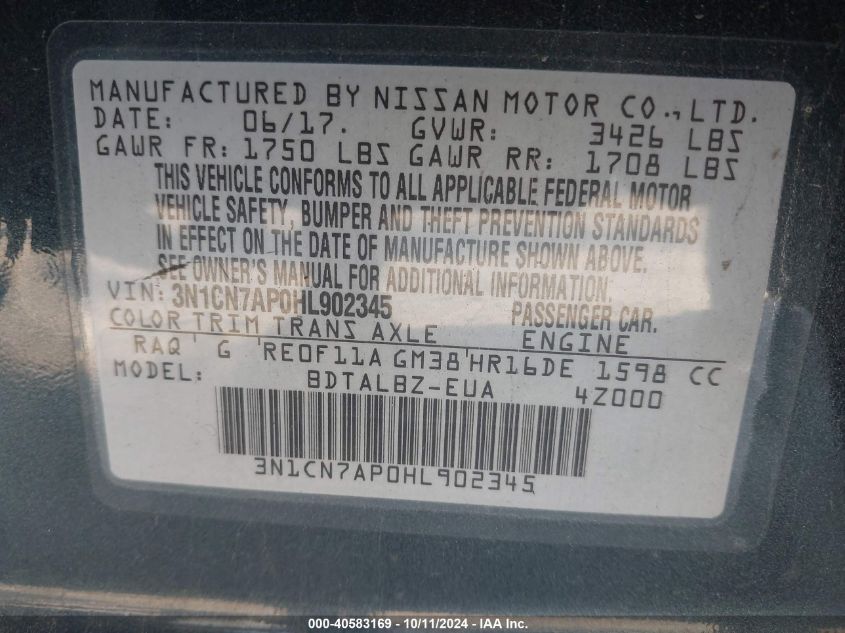 MANUFACTURED BY NISSAN MOTOR CO., LTD.
DATE: 06/17. GVWR: 3426 LBS
GAWR FR: 1750 LBS GAWR RR: 1708 LBS
THIS VEHICLE CONFORMS TO ALL APPLICABLE FEDERAL MOTOR
VEHICLE SAFETY, BUMPER AND THEFT PREVENTION STANDARDS
IN EFFECT ON THE DATE OF MANUFACTURE SHOWN ABOVE.
SEE OWNER'S MANUAL FOR ADDITIONAL INFORMATION.
VIN: 3N1CN7AP0HL902345 PASSENGER CAR.
COLOR TRIM TRANS AXLE ENGINE
RAQ G RE0F11A GM38 HR16DE 1598 CC
MODEL: BDTALBZ-EUA 4Z000
3N1CN7AP0HL902345
000-40583169 - 10/11/2024 - IAA Inc.